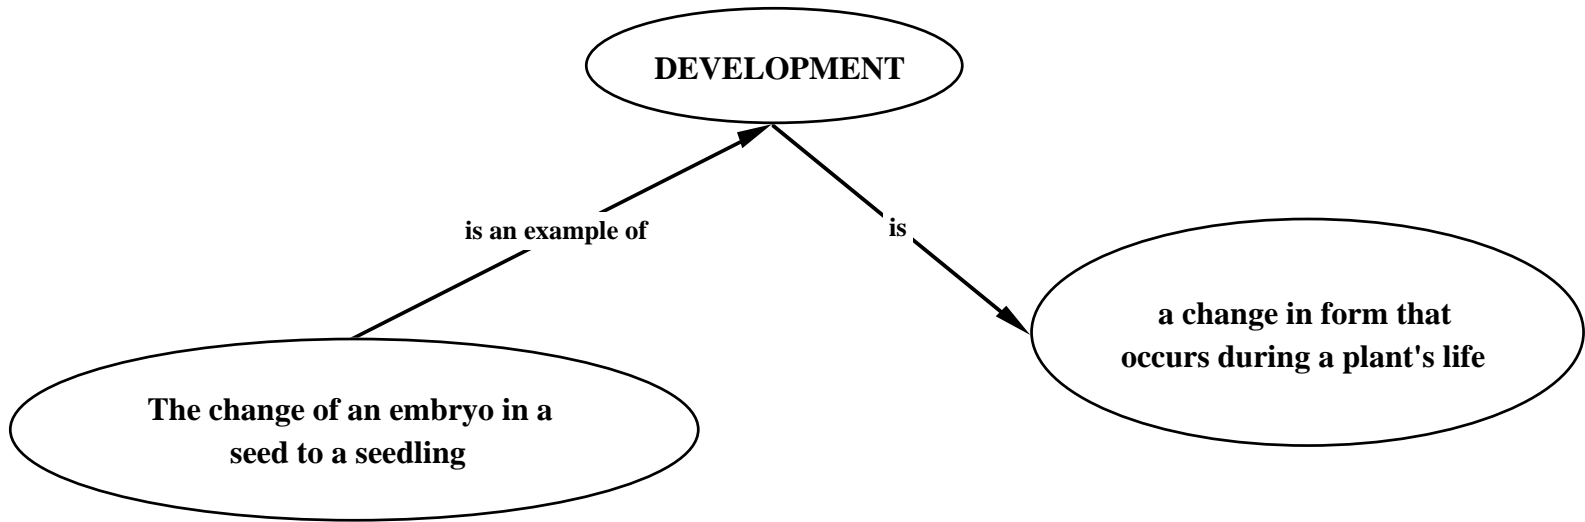 DEVELOPMENT
is an example of
is
a change in form that
occurs during a plant's life
The change of an embryo in a
seed to a seedling